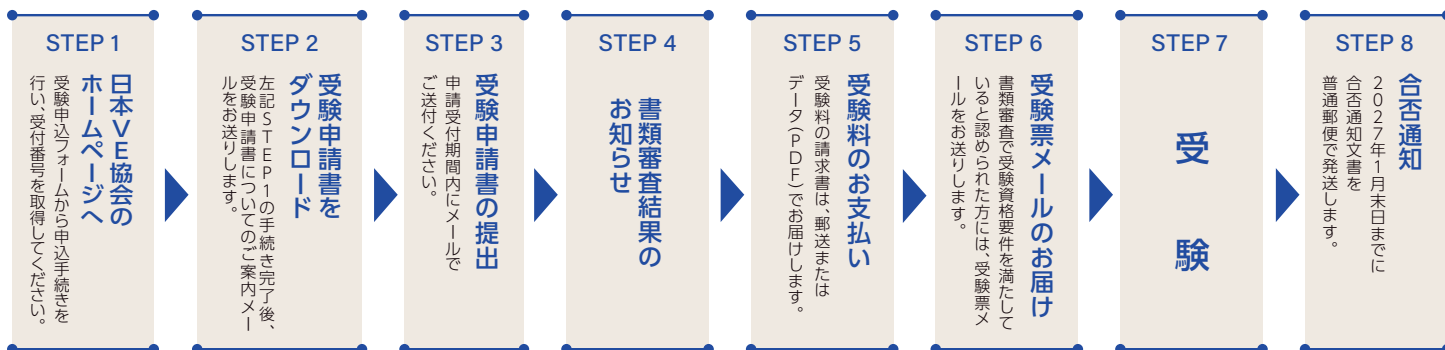 STEP 1
日本VE協会の
ホームページへ
受験申込フォームから申込手続きを
行い、受付番号を取得してください。
STEP 2
受験申請書を
ダウンロード
左記STEP1の手続き完了後、
受験申請書についてのご案内メー
ルをお送りします。
STEP 3
受験申請書の提出
申請受付期間内にメールで
ご送付ください。
STEP 4
書類審査結果の
お知らせ
STEP 5
受験料のお支払い
受験料の請求書は、郵送または
データ(PDF)でお届けします。
STEP 6
受験票メールのお届け
書類審査で受験資格要件を満たして
いると認められた方には、受験票メ
ールをお送りします。
STEP 7
受験
STEP 8
合否通知
2027年1月末日までに
合否通知文書を
普通郵便で発送します。